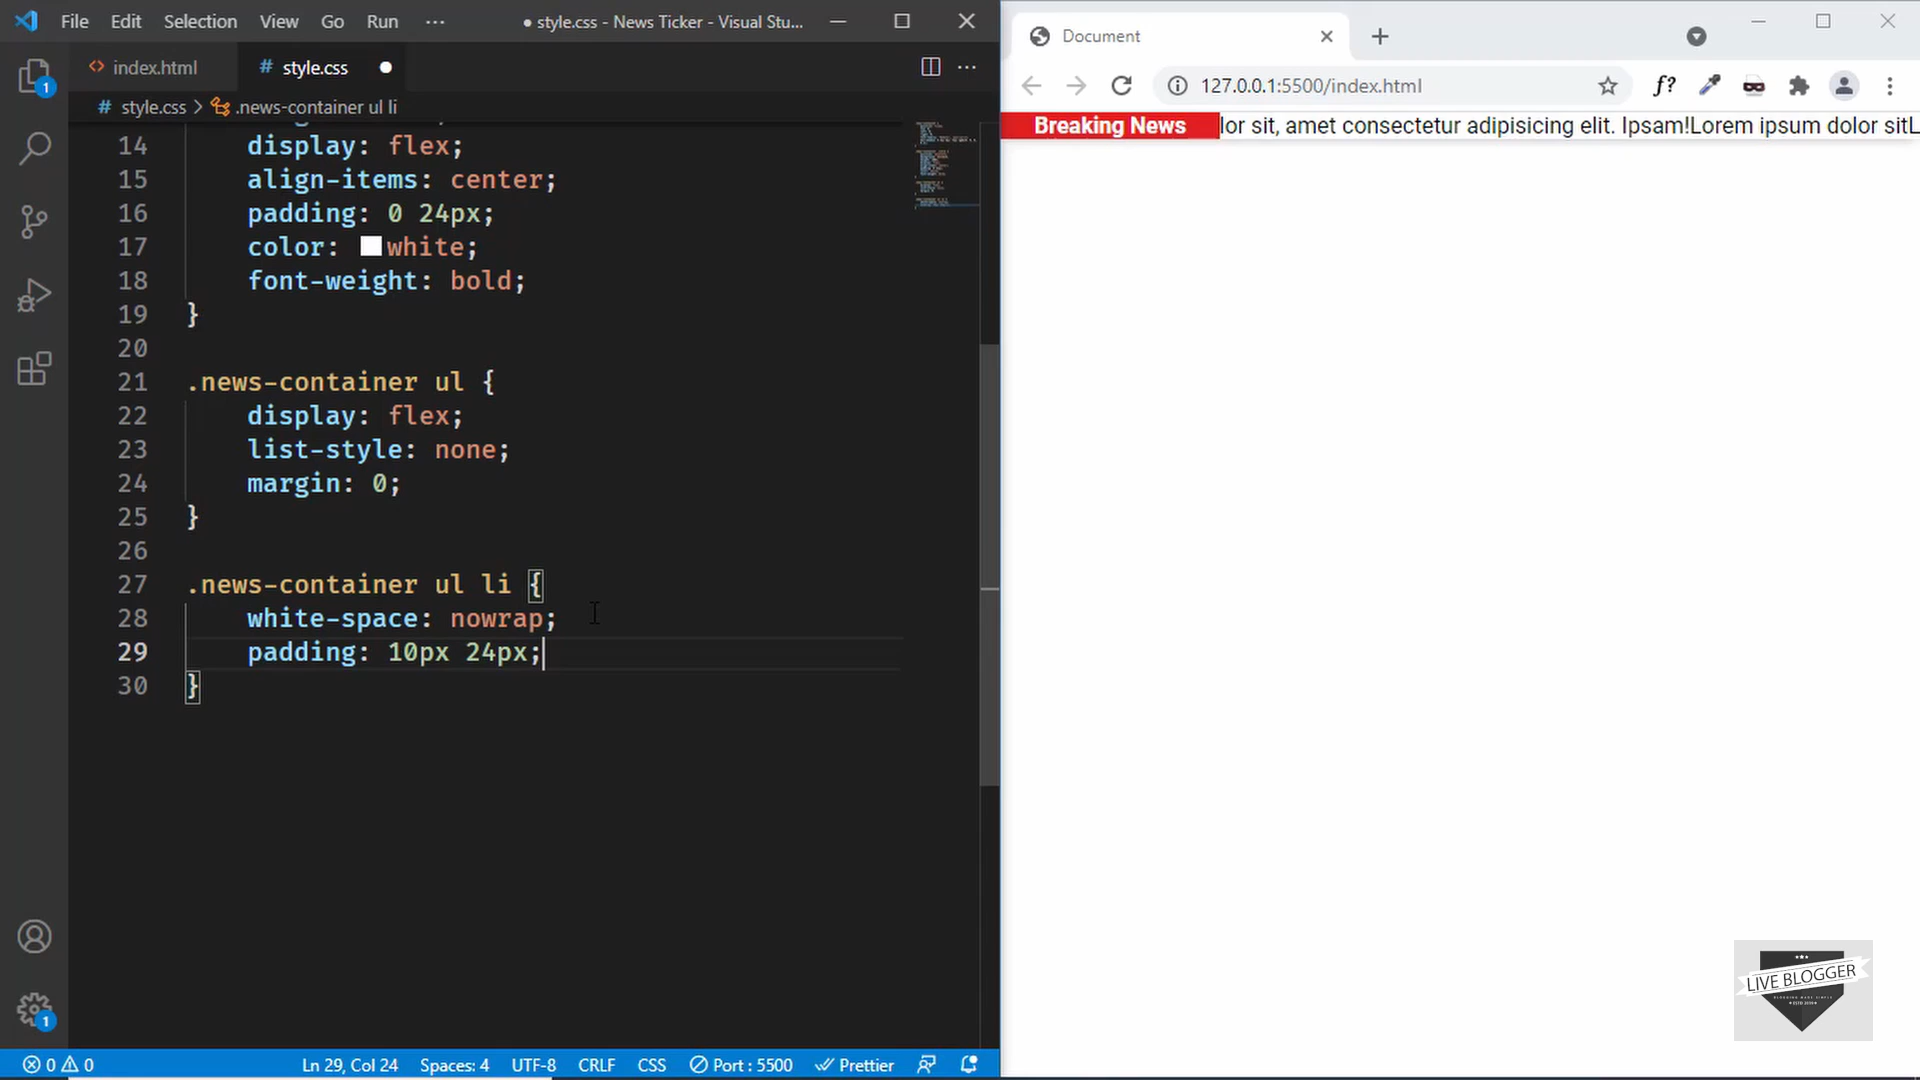 File Edit Selection View Go Run ··· ● style.css - News Ticker - Visual Stu...
index.html # style.css ●
# style.css > .news-container ul li
14 display: flex;
15 align-items: center;
16 padding: 0 24px;
17 color: white;
18 font-weight: bold;
19 }
20
21 .news-container ul {
22 display: flex;
23 list-style: none;
24 margin: 0;
25 }
26
27 .news-container ul li {
28 white-space: nowrap;
29 padding: 10px 24px;
30 }
1
1
0 0 Ln 29, Col 24 Spaces: 4 UTF-8 CRLF CSS Port : 5500 Prettier
Document
127.0.0.1:5500/index.html f?
Breaking News lor sit, amet consectetur adipisicing elit. Ipsam!Lorem ipsum dolor sitL
LIVE BLOGGER